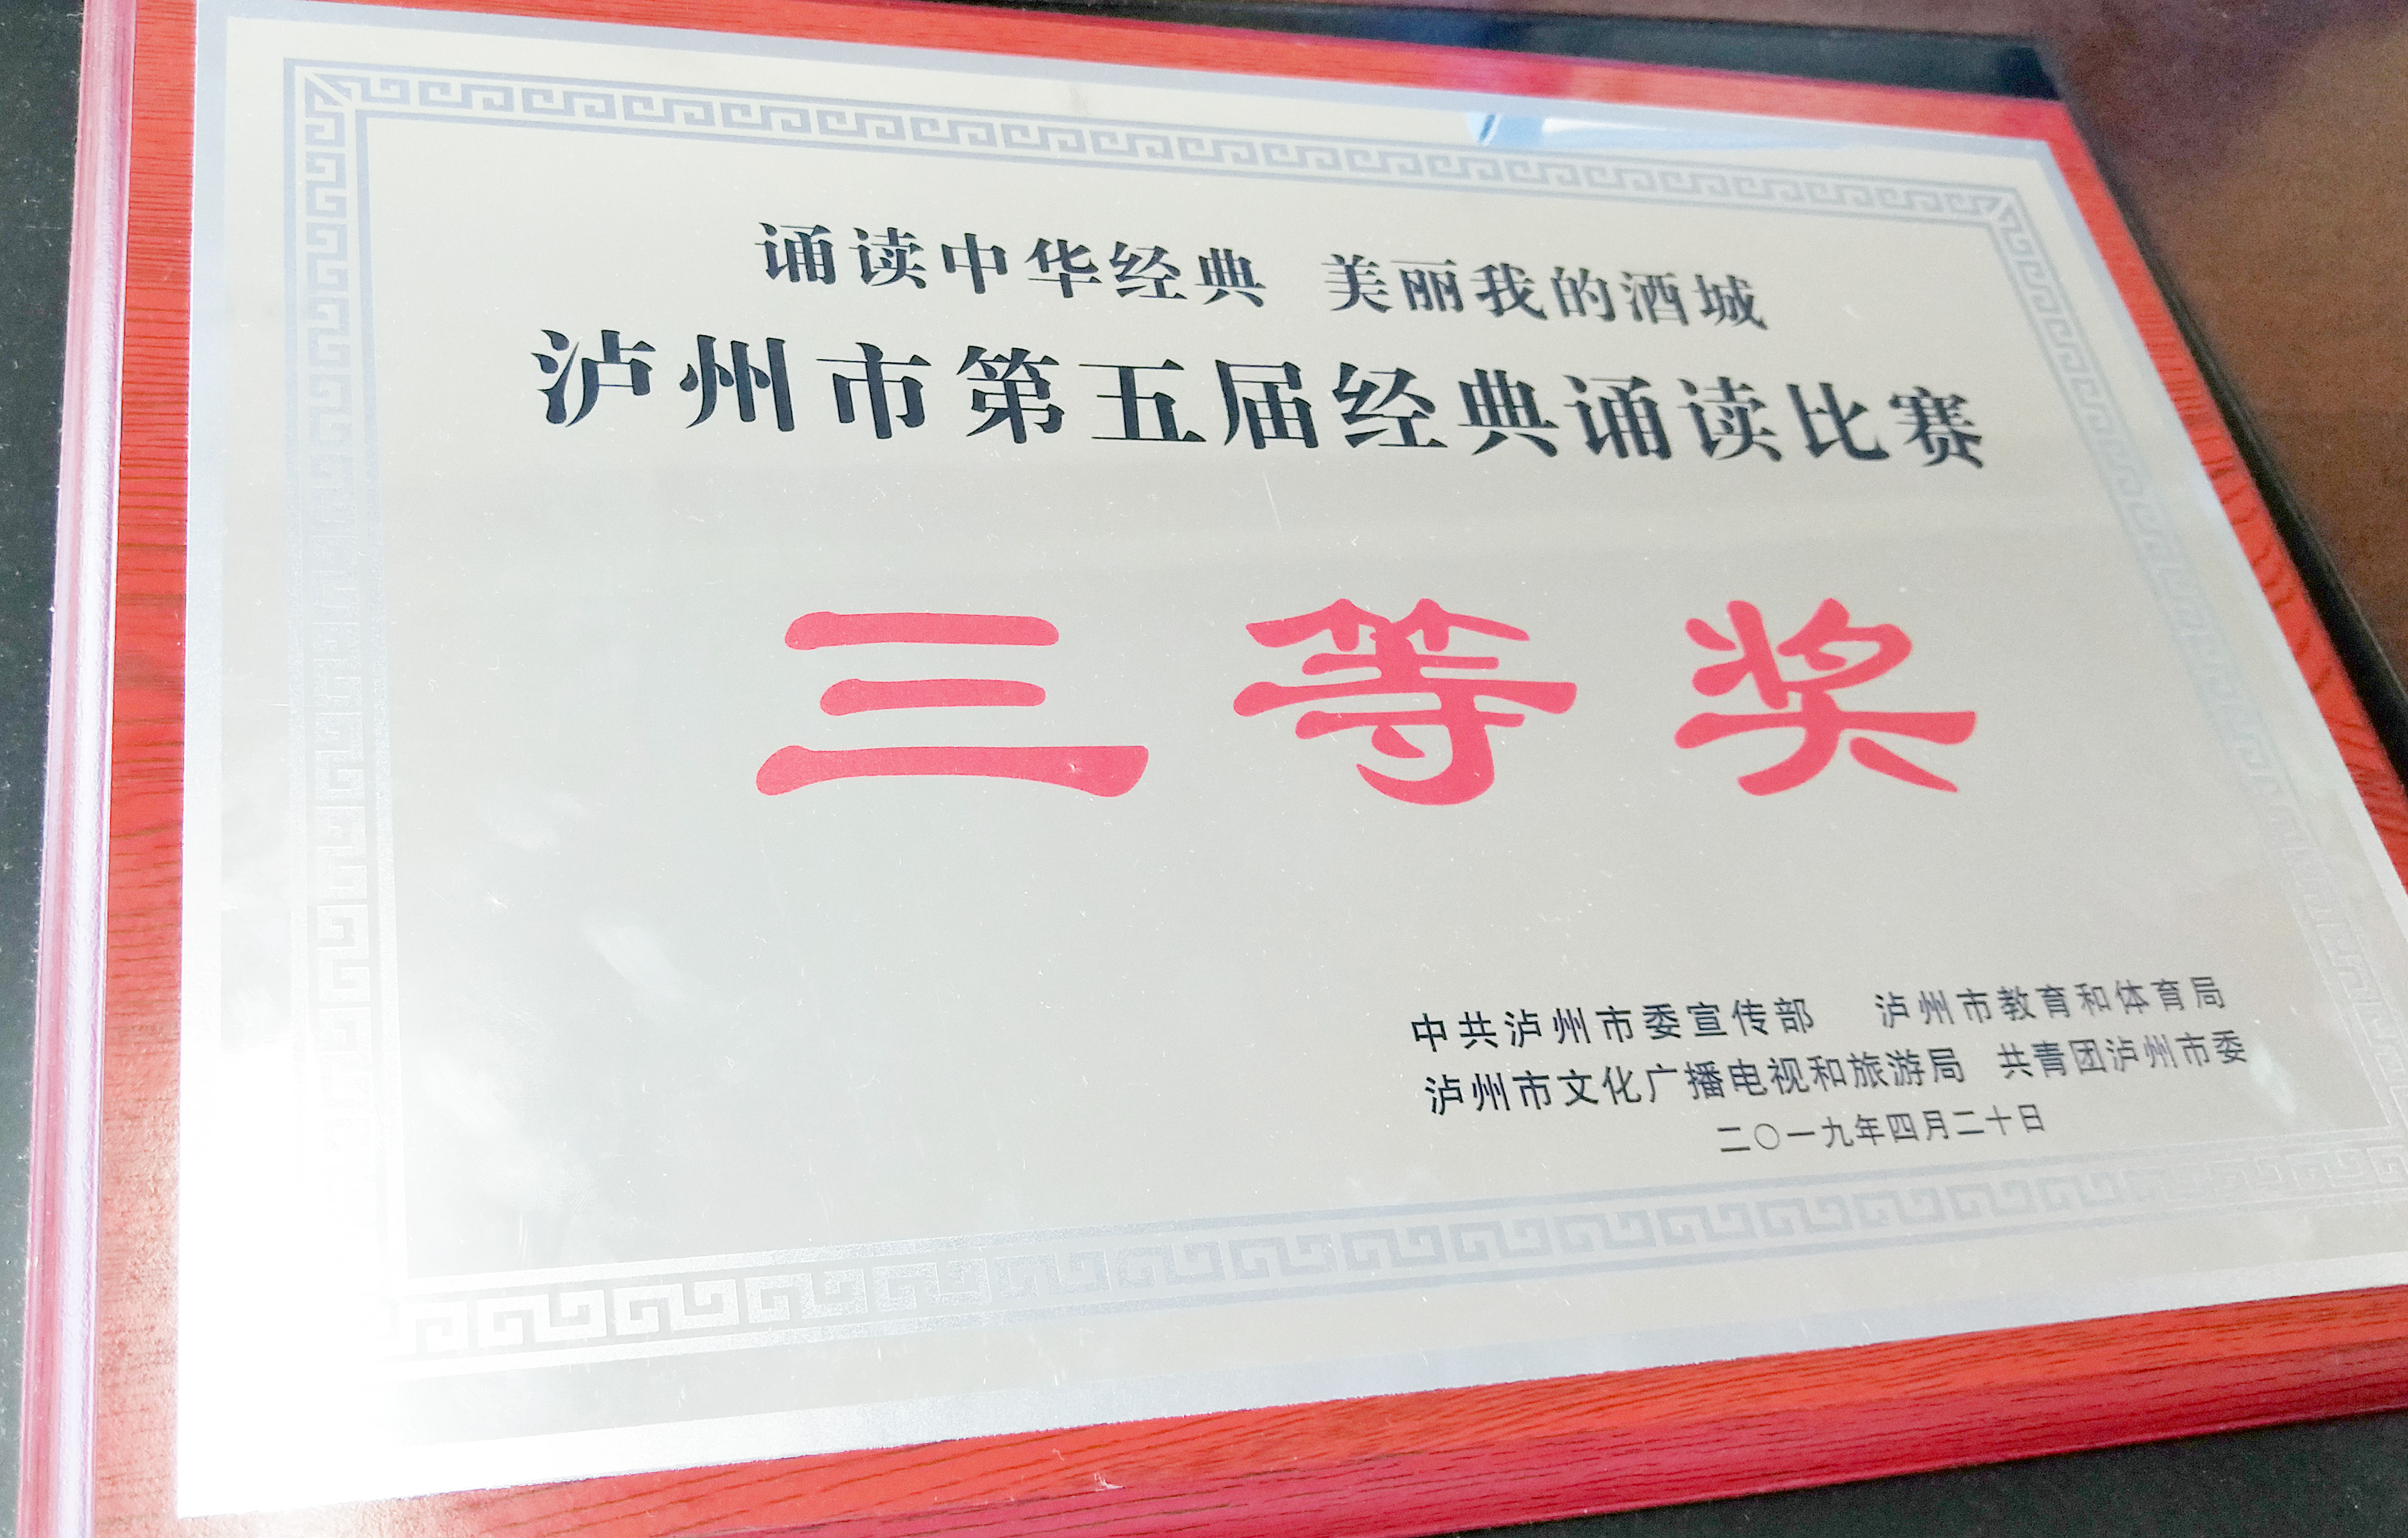 诵读中华经典 美丽我的酒城
泸州市第五届经典诵读比赛
三等奖
中共泸州市委宣传部 泸州市教育和体育局
泸州市文化广播电视和旅游局 共青团泸州市委
二〇一九年四月二十日